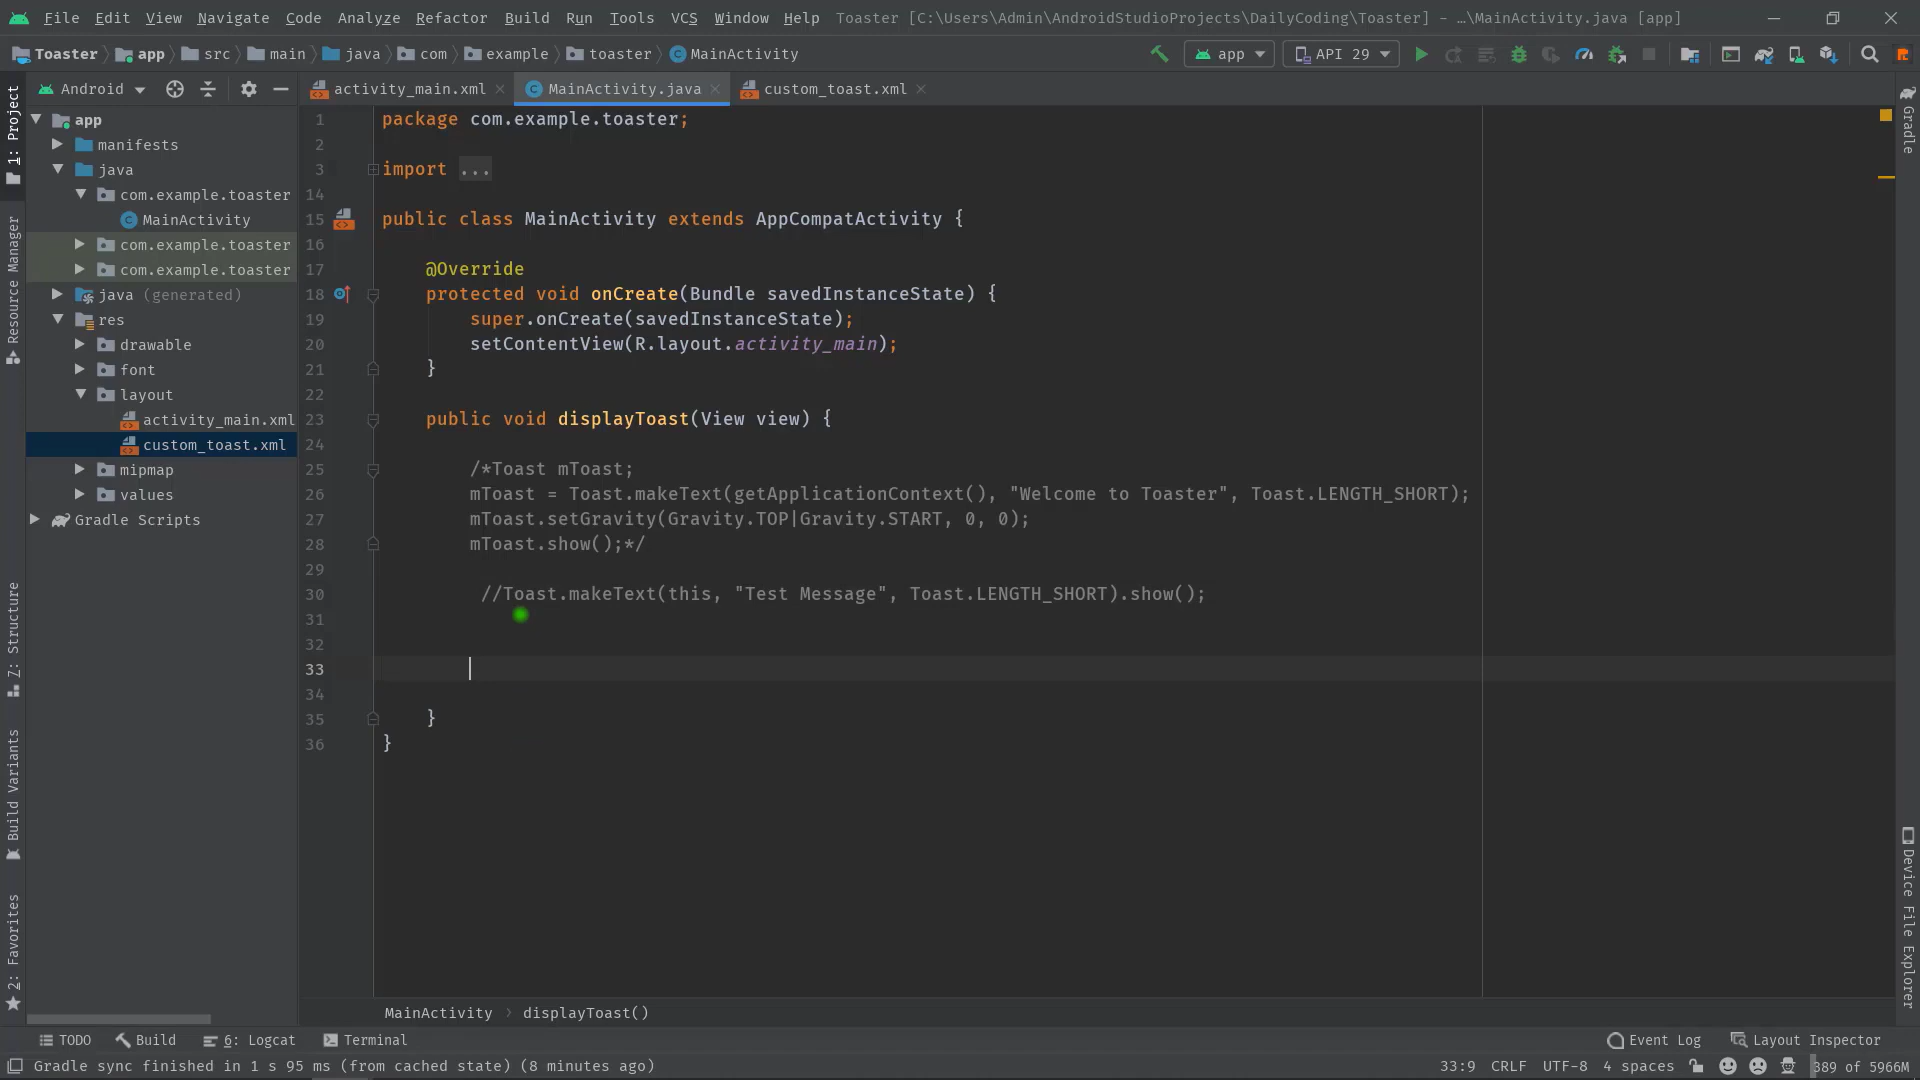 File Edit View Navigate Code Analyze Refactor Build Run Tools VCS Window Help Toaster [C:\Users\Admin\AndroidStudioProjects\DailyCoding\Toaster] - ...\MainActivity.java [app]
Toaster app src main java com example toaster MainActivity app API 29
Android activity_main.xml MainActivity.java custom_toast.xml
1: Project
Resource Manager
Z: Structure
Build Variants
2: Favorites
app
manifests
java
com.example.toaster
MainActivity
com.example.toaster
com.example.toaster
java (generated)
res
drawable
font
layout
activity_main.xml
custom_toast.xml
mipmap
values
Gradle Scripts
1 package com.example.toaster;
2
3 import ...
14
15 public class MainActivity extends AppCompatActivity {
16
17 @Override
18 protected void onCreate(Bundle savedInstanceState) {
19 super.onCreate(savedInstanceState);
20 setContentView(R.layout.activity_main);
21 }
22
23 public void displayToast(View view) {
24
25 /*Toast mToast;
26 mToast = Toast.makeText(getApplicationContext(), "Welcome to Toaster", Toast.LENGTH_SHORT);
27 mToast.setGravity(Gravity.TOP|Gravity.START, 0, 0);
28 mToast.show();*/
29
30 //Toast.makeText(this, "Test Message", Toast.LENGTH_SHORT).show();
31
32
33
34
35 }
36 }
Gradle
Device File Explorer
MainActivity › displayToast()
TODO Build 6: Logcat Terminal Event Log Layout Inspector
Gradle sync finished in 1 s 95 ms (from cached state) (8 minutes ago) 33:9 CRLF UTF-8 4 spaces 389 of 5966M